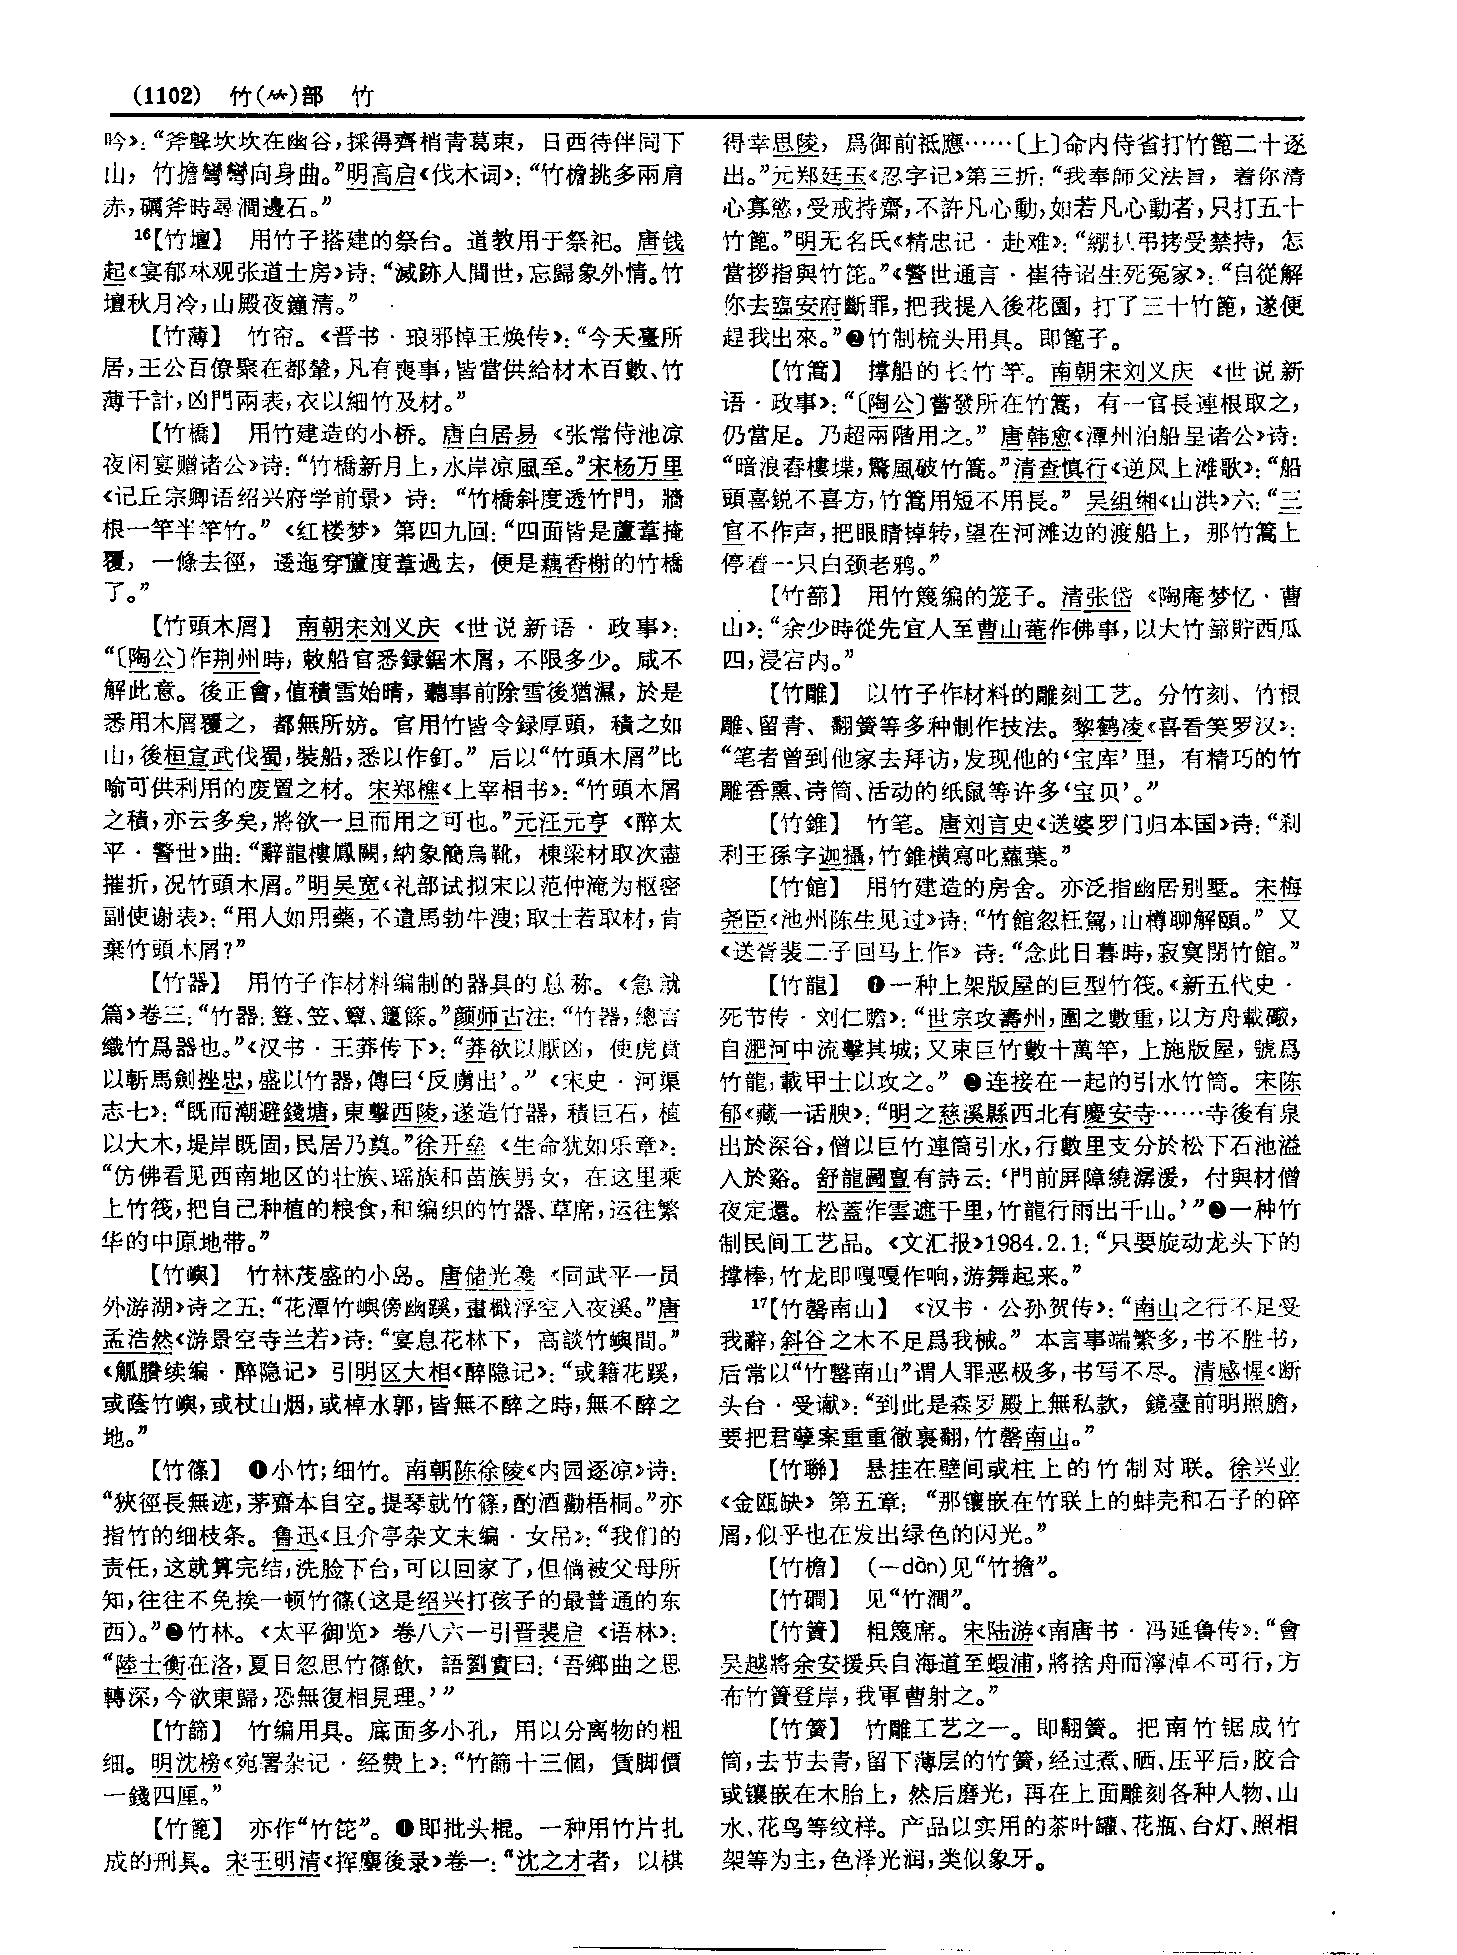 (1102) 竹(⺮)部 竹
吟》：“斧聲坎坎在幽谷，採得齊梢青葛束，日西待伴同下
山，竹擔彎彎向身曲。”明高启《伐木词》：“竹檐挑多兩肩
赤，礪斧時尋澗邊石。”
16【竹壇】 用竹子搭建的祭台。道教用于祭祀。唐钱
起《宴郁林观张道士房》诗：“滅跡人間世，忘歸象外情。竹
壇秋月冷，山殿夜鐘清。”
【竹薄】 竹帘。《晋书·琅邪悼王焕传》：“今天臺所
居，王公百僚聚在都輦，凡有喪事，皆當供給材木百數、竹
薄千計，凶門兩表，衣以細竹及材。”
【竹橋】 用竹建造的小桥。唐白居易《张常侍池凉
夜闲宴赠诸公》诗：“竹橋新月上，水岸凉風至。”宋杨万里
《记丘宗卿语绍兴府学前景》诗：“竹橋斜度透竹門，牆
根一竿半竿竹。”《红楼梦》第四九回：“四面皆是蘆葦掩
覆，一條去徑，逶迤穿蘆度葦過去，便是藕香榭的竹橋
了。”
【竹頭木屑】 南朝宋刘义庆《世说新语·政事》：
“〔陶公〕作荆州時，敕船官悉録鋸木屑，不限多少。咸不
解此意。後正會，值積雪始晴，聽事前除雪後猶濕，於是
悉用木屑覆之，都無所妨。官用竹皆令録厚頭，積之如
山，後桓宣武伐蜀，裝船，悉以作釘。”后以“竹頭木屑”比
喻可供利用的废置之材。宋郑樵《上宰相书》：“竹頭木屑
之積，亦云多矣，將欲一旦而用之可也。”元汪元亨《醉太
平·警世》曲：“辭龍樓鳳闕，納象簡烏靴，棟梁材取次盡
摧折，况竹頭木屑。”明吴宽《礼部试拟宋以范仲淹为枢密
副使谢表》：“用人如用藥，不遺馬勃牛溲；取士若取材，肯
棄竹頭木屑？”
【竹器】 用竹子作材料编制的器具的总称。《急就
篇》卷三：“竹器：簦、笠、簟、籧篨。”颜师古注：“竹器，總言
織竹爲器也。”《汉书·王莽传下》：“莽欲以厭凶，使虎賁
以斬馬劍挫忠，盛以竹器，傳曰‘反虜出’。”《宋史·河渠
志七》：“既而潮避錢塘，東擊西陵，遂造竹器，積巨石，植
以大木，堤岸既固，民居乃奠。”徐开垒《生命犹如乐章》：
“仿佛看见西南地区的壮族、瑶族和苗族男女，在这里乘
上竹筏，把自己种植的粮食，和编织的竹器、草席，运往繁
华的中原地带。”
【竹嶼】 竹林茂盛的小岛。唐储光羲《同武平一员
外游湖》诗之五：“花潭竹嶼傍幽蹊，畫檝浮空入夜溪。”唐
孟浩然《游景空寺兰若》诗：“宴息花林下，高談竹嶼間。”
《觚賸续编·醉隐记》引明区大相《醉隐记》：“或籍花蹊，
或蔭竹嶼，或杖山烟，或棹水郭，皆無不醉之時，無不醉之
地。”
【竹篠】 ❶小竹；细竹。南朝陈徐陵《内园逐凉》诗：
“狹徑長無迹，茅齋本自空。提琴就竹篠，酌酒勸梧桐。”亦
指竹的细枝条。鲁迅《且介亭杂文末编·女吊》：“我们的
责任，这就算完结，洗脸下台，可以回家了，但倘被父母所
知，往往不免挨一顿竹篠（这是绍兴打孩子的最普通的东
西）。”❷竹林。《太平御览》卷八六一引晋裴启《语林》：
“陸士衡在洛，夏日忽思竹篠飲，語劉實曰：‘吾鄉曲之思
轉深，今欲東歸，恐無復相見理。’”
【竹篩】 竹编用具。底面多小孔，用以分离物的粗
细。明沈榜《宛署杂记·经费上》：“竹篩十三個，賃脚價
一錢四厘。”
【竹篦】 亦作“竹篦”。❶即批头棍。一种用竹片扎
成的刑具。宋王明清《挥麈後录》卷一：“沈之才者，以棋
得幸思陵，爲御前祗應……〔上〕命内侍省打竹篦二十逐
出。”元郑廷玉《忍字记》第三折：“我奉師父法旨，着你清
心寡慾，受戒持齋，不許凡心動，如若凡心動者，只打五十
竹篦。”明无名氏《精忠记·赴难》：“綳扒弔拷受禁持，怎
當拶指與竹箆。”《警世通言·崔待诏生死冤家》：“自從解
你去臨安府斷罪，把我提入後花園，打了三十竹篦，遂便
趕我出來。”❷竹制梳头用具。即篦子。
【竹篙】 撑船的长竹竿。南朝宋刘义庆《世说新
语·政事》：“〔陶公〕嘗發所在竹篙，有一官長連根取之，
仍當足。乃超兩階用之。”唐韩愈《潭州泊船呈诸公》诗：
“暗浪舂樓堞，驚風破竹篙。”清查慎行《逆风上滩歌》：“船
頭喜鋭不喜方，竹篙用短不用長。”吴组缃《山洪》六：“三
官不作声，把眼睛掉转，望在河滩边的渡船上，那竹篙上
停着一只白颈老鸦。”
【竹篰】 用竹篾编的笼子。清张岱《陶庵梦忆·曹
山》：“余少時從先宜人至曹山菴作佛事，以大竹篰貯西瓜
四，浸宕内。”
【竹雕】 以竹子作材料的雕刻工艺。分竹刻、竹根
雕、留青、翻簧等多种制作技法。黎鹤凌《喜看笑罗汉》：
“笔者曾到他家去拜访，发现他的‘宝库’里，有精巧的竹
雕香熏、诗筒、活动的纸鼠等许多‘宝贝’。”
【竹錐】 竹笔。唐刘言史《送婆罗门归本国》诗：“刹
利王孫字迦攝，竹錐横寫叱蘿葉。”
【竹館】 用竹建造的房舍。亦泛指幽居别墅。宋梅
尧臣《池州陈生见过》诗：“竹館忽枉駕，山樽聊解頤。”又
《送胥裴二子回马上作》诗：“念此日暮時，寂寞閉竹館。”
【竹龍】 ❶一种上架版屋的巨型竹筏。《新五代史·
死节传·刘仁赡》：“世宗攻壽州，圍之數重，以方舟載礮，
自淝河中流擊其城；又束巨竹數十萬竿，上施版屋，號爲
竹龍，載甲士以攻之。”❷连接在一起的引水竹筒。宋陈
郁《藏一话腴》：“明之慈溪縣西北有慶安寺……寺後有泉
出於深谷，僧以巨竹連筒引水，行數里支分於松下石池溢
入於谿。舒龍圖亶有詩云：‘門前屏障繞潺湲，付與材僧
夜定還。松蓋作雲遮千里，竹龍行雨出千山。’”❸一种竹
制民间工艺品。《文汇报》1984.2.1：“只要旋动龙头下的
撑棒，竹龙即嘎嘎作响，游舞起来。”
17【竹罄南山】 《汉书·公孙贺传》：“南山之行不足受
我辭，斜谷之木不足爲我械。”本言事端繁多，书不胜书，
后常以“竹罄南山”谓人罪恶极多，书写不尽。清感惺《断
头台·受谳》：“到此是森罗殿上無私款，鏡臺前明照膽，
要把君孽案重重徹裏翻，竹罄南山。”
【竹聯】 悬挂在壁间或柱上的竹制对联。徐兴业
《金瓯缺》第五章：“那镶嵌在竹联上的蚌壳和石子的碎
屑，似乎也在发出绿色的闪光。”
【竹檐】 (—dàn)见“竹擔”。
【竹磵】 见“竹澗”。
【竹簀】 粗篾席。宋陆游《南唐书·冯延鲁传》：“會
吴越將余安援兵自海道至蝦浦，將捨舟而濘淖不可行，方
布竹簀登岸，我軍曹射之。”
【竹簧】 竹雕工艺之一。即翻簧。把南竹锯成竹
筒，去节去青，留下薄层的竹簧，经过煮、晒、压平后，胶合
或镶嵌在木胎上，然后磨光，再在上面雕刻各种人物、山
水、花鸟等纹样。产品以实用的茶叶罐、花瓶、台灯、照相
架等为主，色泽光润，类似象牙。